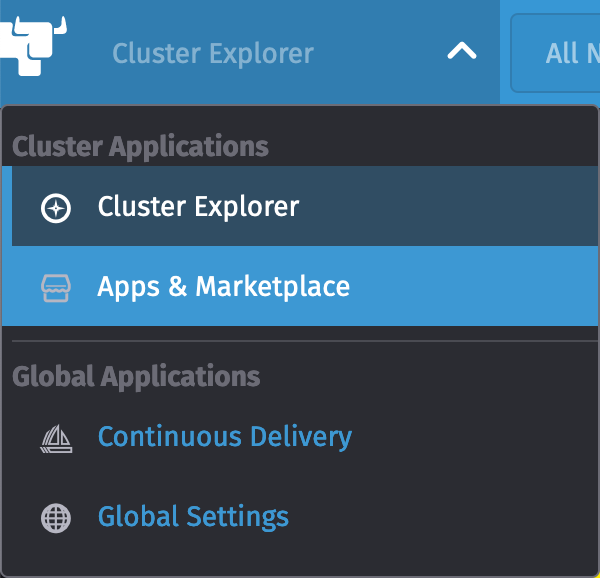 Cluster Explorer
All N
Cluster Applications
Cluster Explorer
Apps & Marketplace
Global Applications
Continuous Delivery
Global Settings